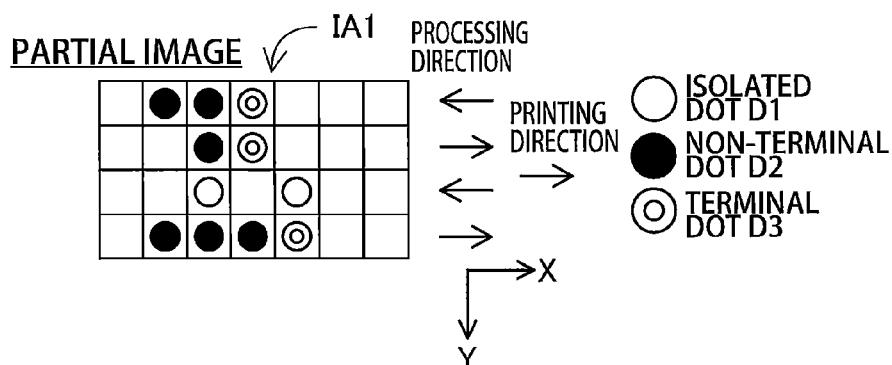 PARTIAL IMAGE
IA1
PROCESSING
DIRECTION
PRINTING
DIRECTION
ISOLATED
DOT D1
NON-TERMINAL
DOT D2
TERMINAL
DOT D3
X
Y